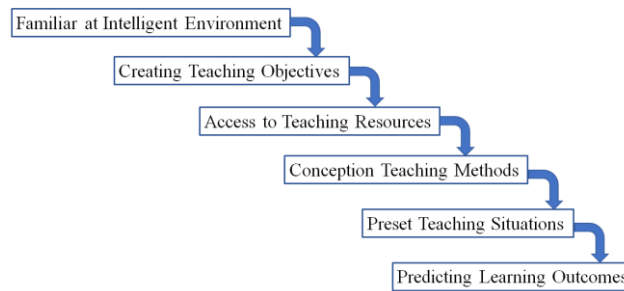 Familiar at Intelligent Environment
Creating Teaching Objectives
Access to Teaching Resources
Conception Teaching Methods
Preset Teaching Situations
Predicting Learning Outcomes